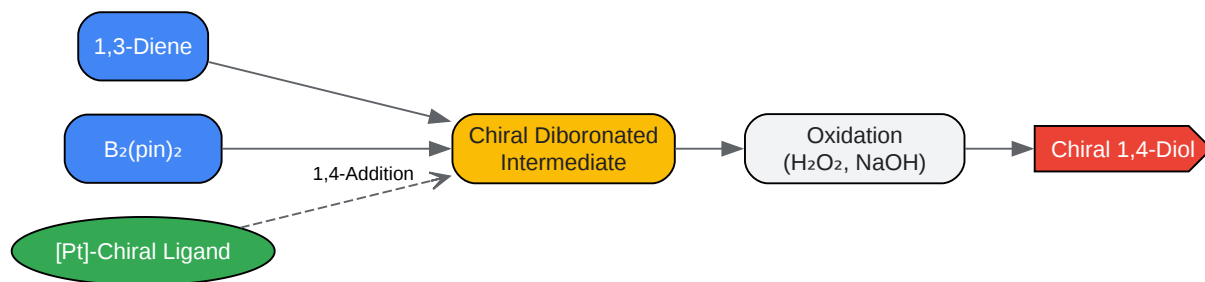 1,3-Diene
B₂(pin)₂
1,4-Addition
[Pt]-Chiral Ligand
Chiral Diboronated
Intermediate
Oxidation
(H₂O₂, NaOH)
Chiral 1,4-Diol